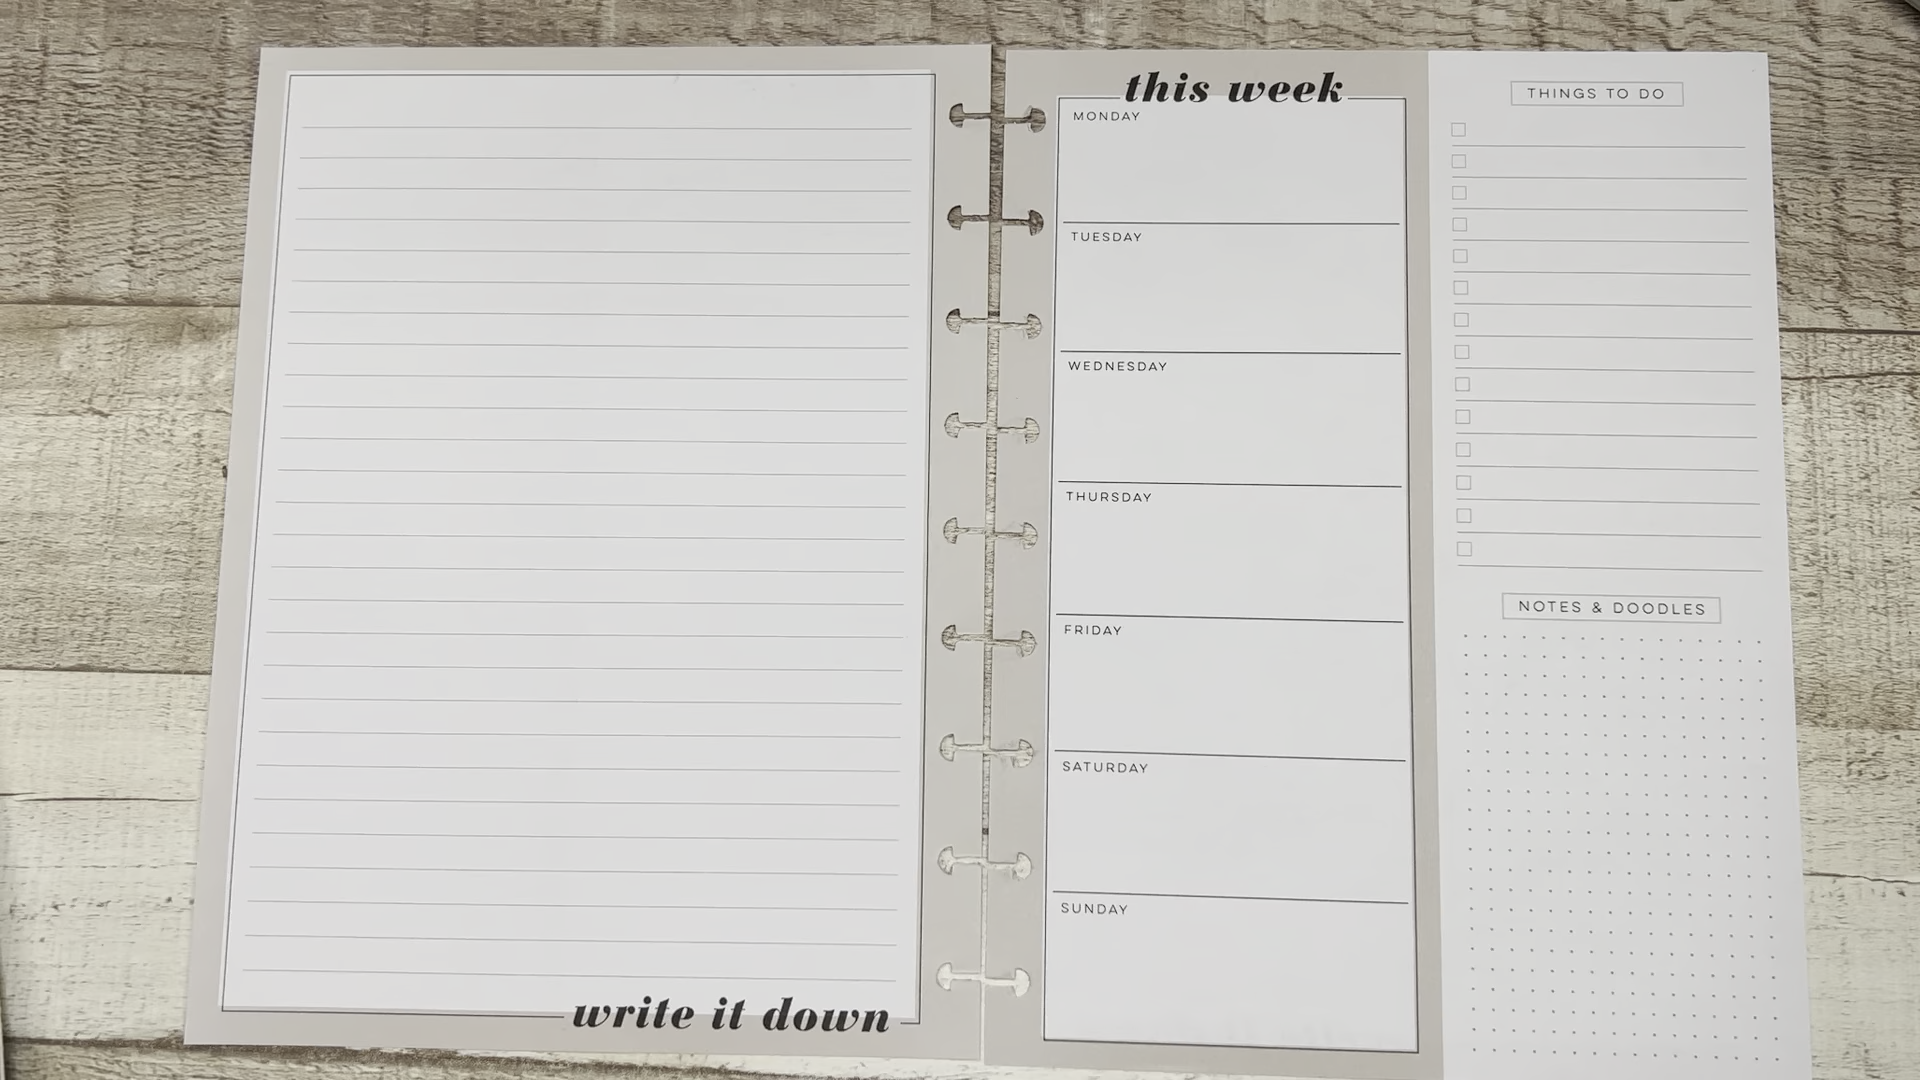 write it down
this week
MONDAY
TUESDAY
WEDNESDAY
THURSDAY
FRIDAY
SATURDAY
SUNDAY
THINGS TO DO
NOTES & DOODLES